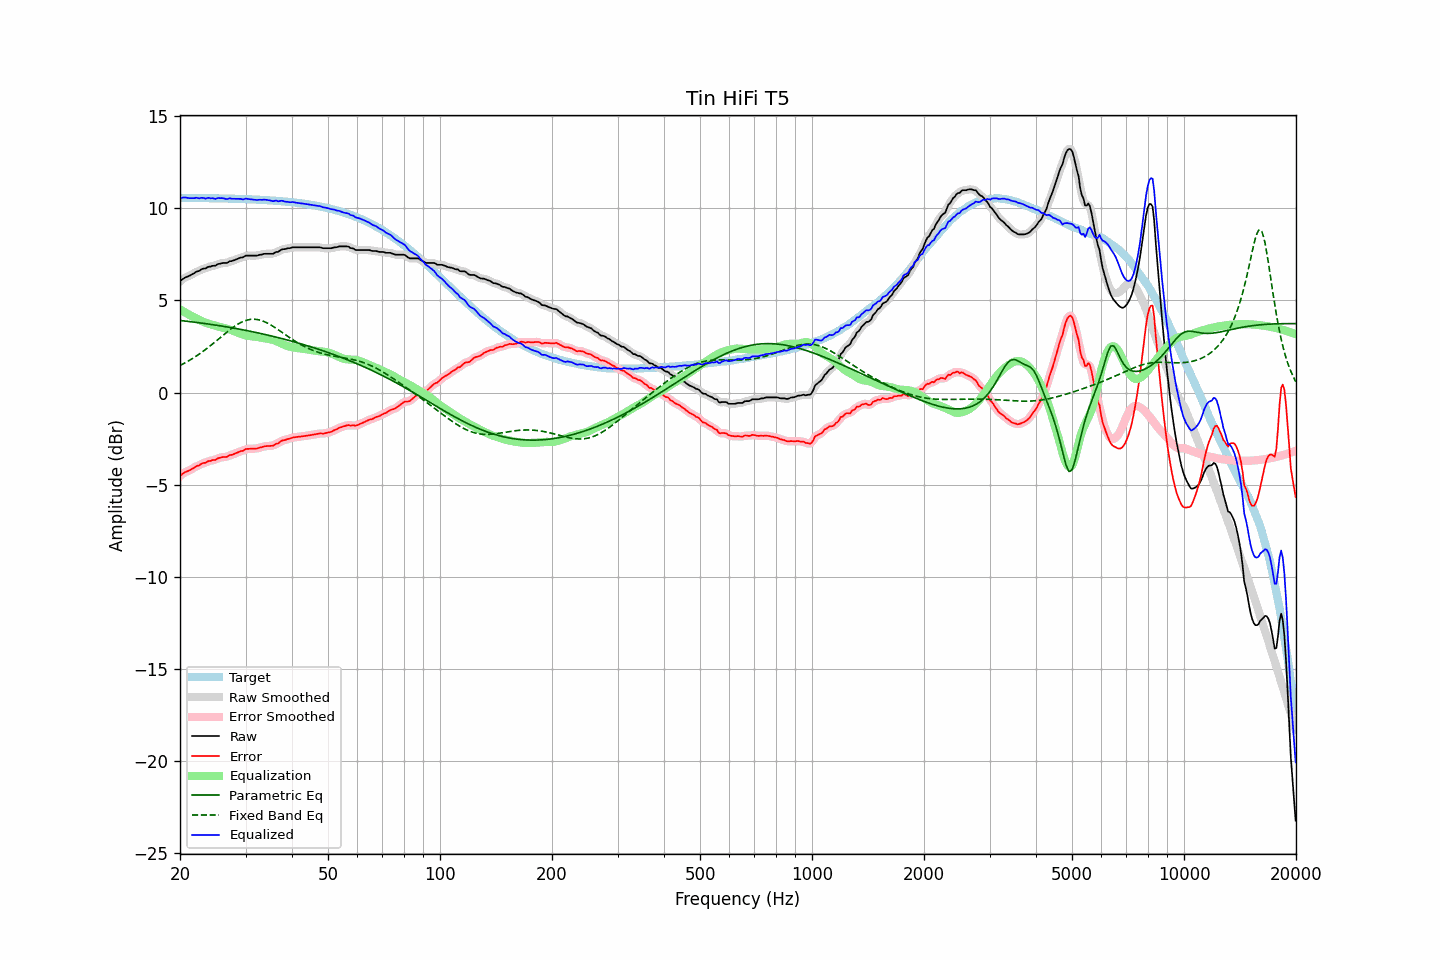 Tin HiFi T5
15
10
5
0
−5
−10
−15
−20
−25
Amplitude (dBr)
Target
Raw Smoothed
Error Smoothed
Raw
Error
Equalization
Parametric Eq
Fixed Band Eq
Equalized
20
50
100
200
500
1000
2000
5000
10000
20000
Frequency (Hz)